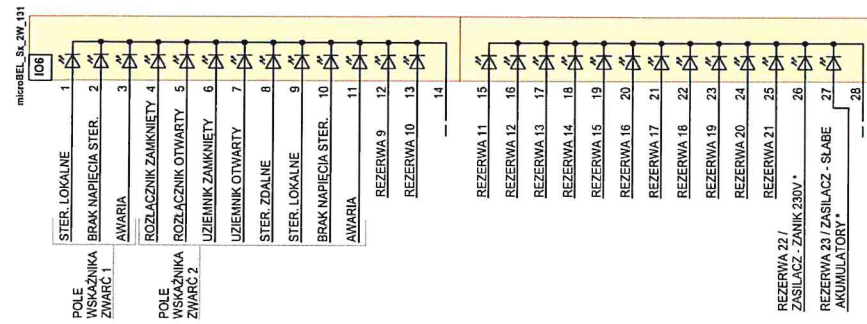 microBEL_Sx_2W_131
IO6
1
2
3
4
5
6
7
8
9
10
11
12
13
14
15
16
17
18
19
20
21
22
23
24
25
26
27
28
STER. LOKALNE
BRAK NAPIĘCIA STER.
AWARIA
ROZŁĄCZNIK ZAMKNIĘTY
ROZŁĄCZNIK OTWARTY
UZIEMNIK ZAMKNIĘTY
UZIEMNIK OTWARTY
STER. ZDALNE
STER. LOKALNE
BRAK NAPIĘCIA STER.
AWARIA
REZERWA 9
REZERWA 10
REZERWA 11
REZERWA 12
REZERWA 13
REZERWA 14
REZERWA 15
REZERWA 16
REZERWA 17
REZERWA 18
REZERWA 19
REZERWA 20
REZERWA 21
REZERWA 22 /
ZASILACZ - ZANIK 230V *
REZERWA 23 / ZASILACZ - SŁABE
AKUMULATORY *
POLE
WSKAŹNIKA
ZWARĆ 1
POLE
WSKAŹNIKA
ZWARĆ 2